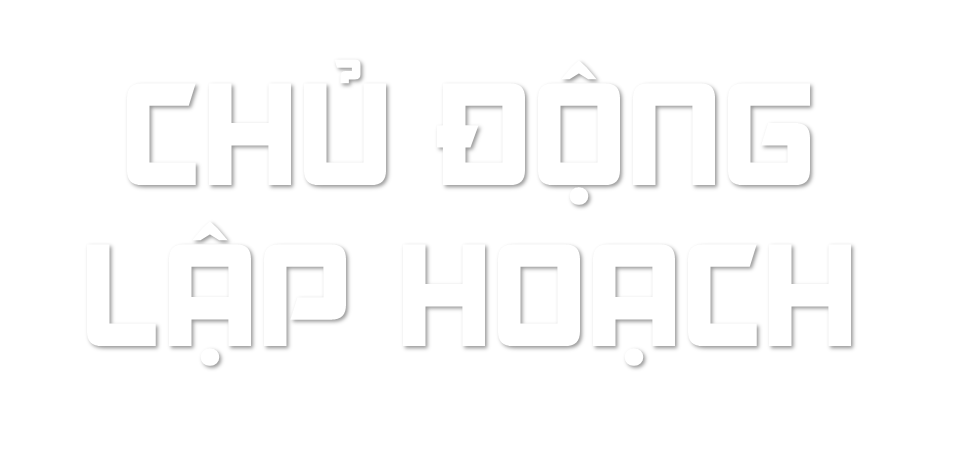 CHỦ ĐỘNG
LẬP HOẠCH